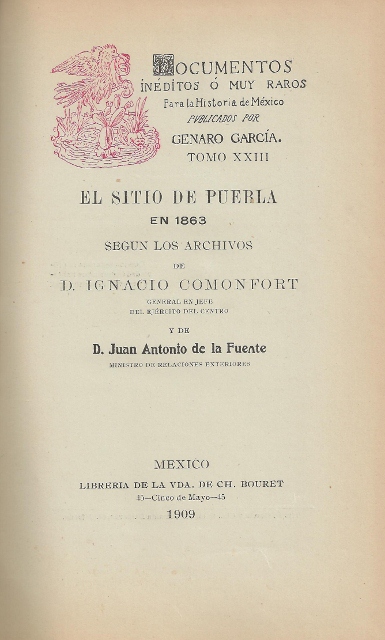 DOCUMENTOS
INÉDITOS Ó MUY RAROS
Para la Historia de México
PUBLICADOS POR
GENARO GARCÍA.
TOMO XXIII
EL SITIO DE PUEBLA
EN 1863
SEGUN LOS ARCHIVOS
DE
D. IGNACIO COMONFORT
GENERAL EN JEFE
DEL EJÉRCITO DEL CENTRO
Y DE
D. Juan Antonio de la Fuente
MINISTRO DE RELACIONES EXTERIORES
MEXICO
LIBRERIA DE LA VDA. DE CH. BOURET
45—Cinco de Mayo—45
1909